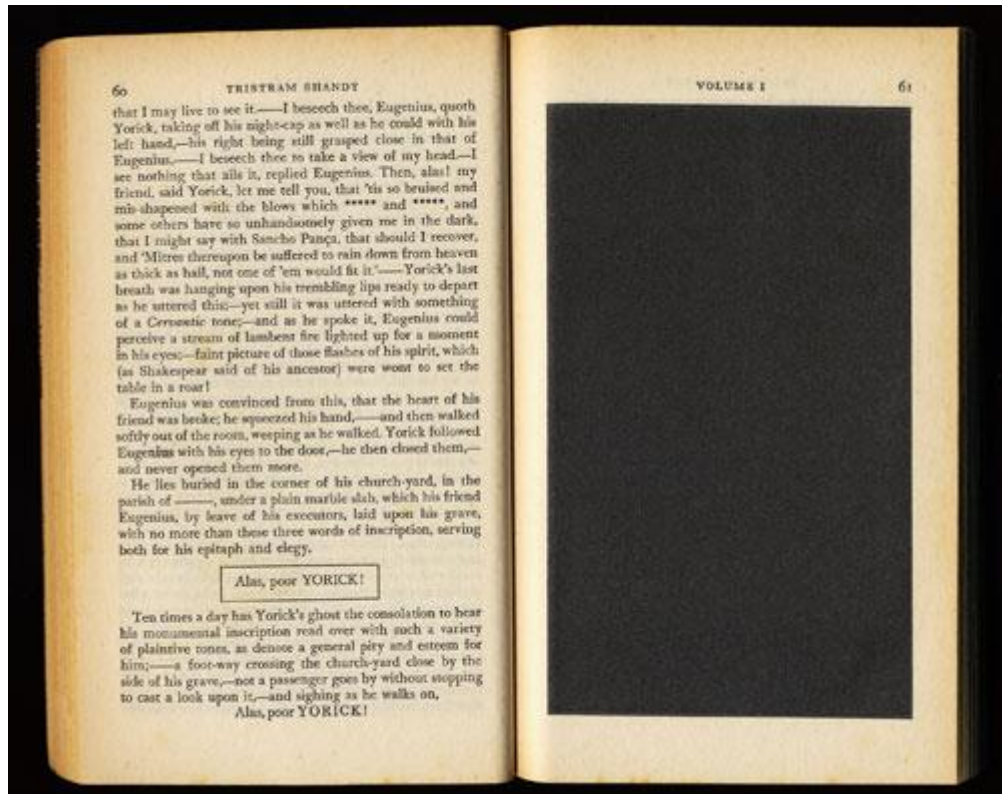 60 TRISTRAM SHANDY
that I may live to see it.——I beseech thee, Eugenius, quoth
Yorick, taking off his night-cap as well as he could with his
left hand,—his right being still grasped close in that of
Eugenius,——I beseech thee to take a view of my head.—I
see nothing that ails it, replied Eugenius. Then, alas! my
friend, said Yorick, let me tell you, that 'tis so bruised and
mis-shapened with the blows which ***** and *****, and
some others have so unhandsomely given me in the dark,
that I might say with Sancho Pança, that should I recover,
and 'Mitres thereupon be suffered to rain down from heaven
as thick as hail, not one of 'em would fit it.'——Yorick's last
breath was hanging upon his trembling lips ready to depart
as he uttered this;—yet still it was uttered with something
of a Cervantic tone;—and as he spoke it, Eugenius could
perceive a stream of lambent fire lighted up for a moment
in his eyes;—faint picture of those flashes of his spirit, which
(as Shakespear said of his ancestor) were wont to set the
table in a roar!
Eugenius was convinced from this, that the heart of his
friend was broke; he squeezed his hand,——and then walked
softly out of the room, weeping as he walked. Yorick followed
Eugenius with his eyes to the door,—he then closed them,—
and never opened them more.
He lies buried in the corner of his church-yard, in the
parish of ———, under a plain marble slab, which his friend
Eugenius, by leave of his executors, laid upon his grave,
with no more than these three words of inscription, serving
both for his epitaph and elegy.
Alas, poor YORICK!
Ten times a day has Yorick's ghost the consolation to hear
his monumental inscription read over with such a variety
of plaintive tones, as denote a general pity and esteem for
him;——a foot-way crossing the church-yard close by the
side of his grave,—not a passenger goes by without stopping
to cast a look upon it,—and sighing as he walks on,
Alas, poor YORICK!
VOLUME I 61